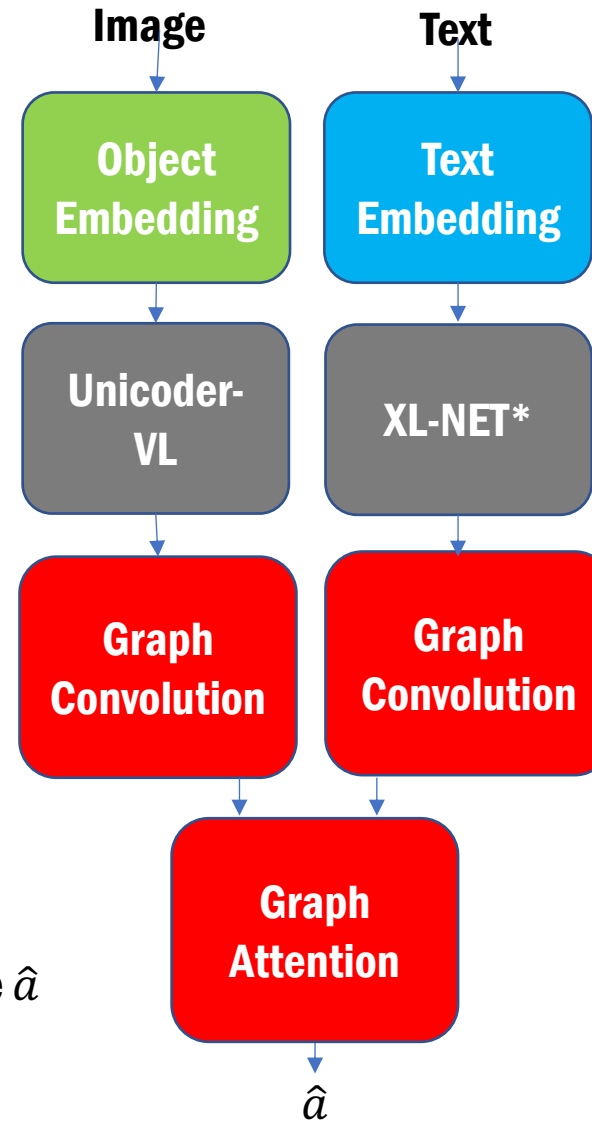 Image
Text
Object
Embedding
Text
Embedding
Unicoder-
VL
XL-NET*
Graph
Convolution
Graph
Convolution
Graph
Attention
â
â